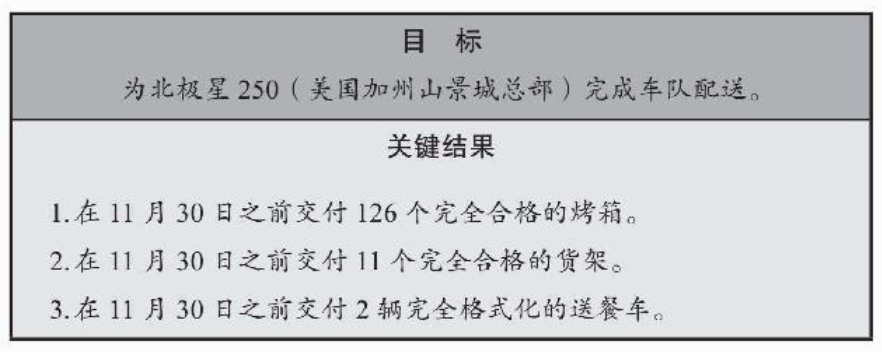 目 标
为北极星 250（美国加州山景城总部）完成车队配送。
关键结果
1.在 11 月 30 日之前交付 126 个完全合格的烤箱。
2.在 11 月 30 日之前交付 11 个完全合格的货架。
3.在 11 月 30 日之前交付 2 辆完全格式化的送餐车。